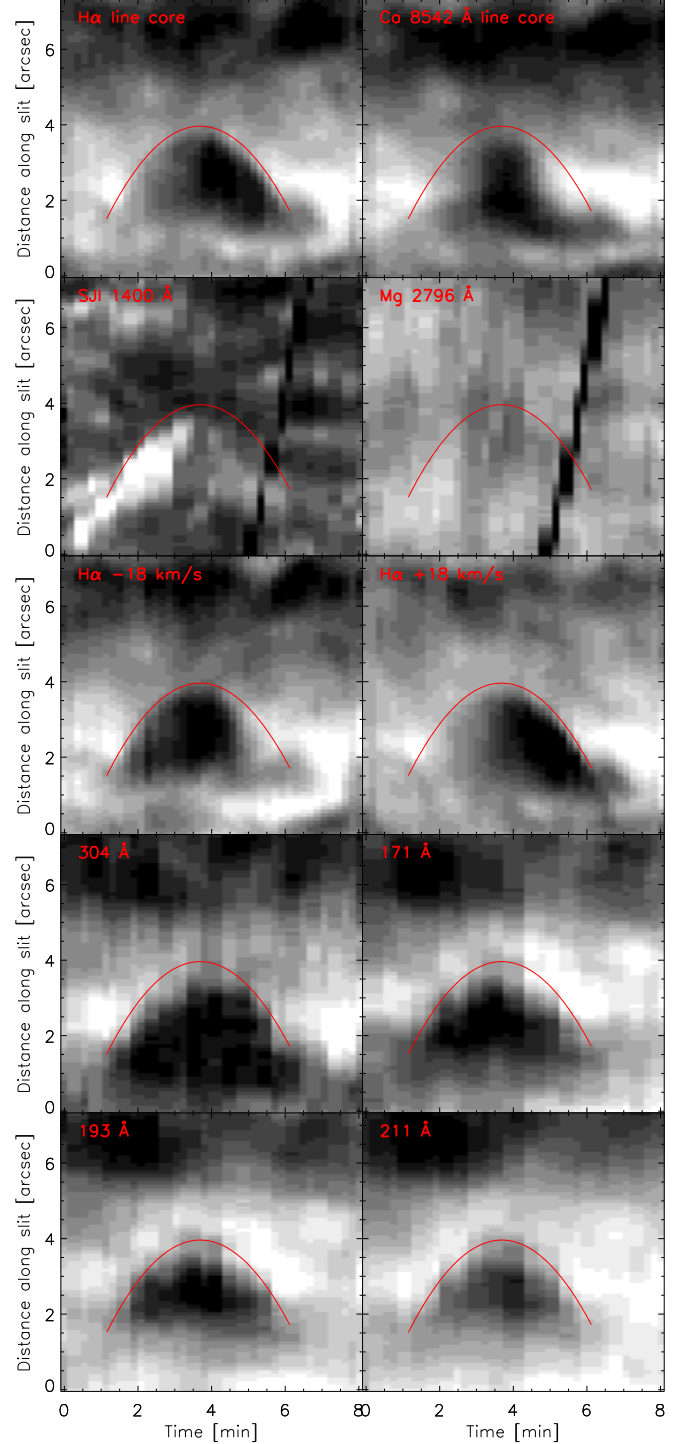 Hα line core
Ca 8542 Å line core
Distance along slit [arcsec]
6
4
2
0
SJI 1400 Å
Mg 2796 Å
Distance along slit [arcsec]
6
4
2
0
Hα −18 km/s
Hα +18 km/s
Distance along slit [arcsec]
6
4
2
0
304 Å
171 Å
Distance along slit [arcsec]
6
4
2
0
193 Å
211 Å
Distance along slit [arcsec]
6
4
2
0
0 2 4 6 8 0 2 4 6 8
Time [min] Time [min]